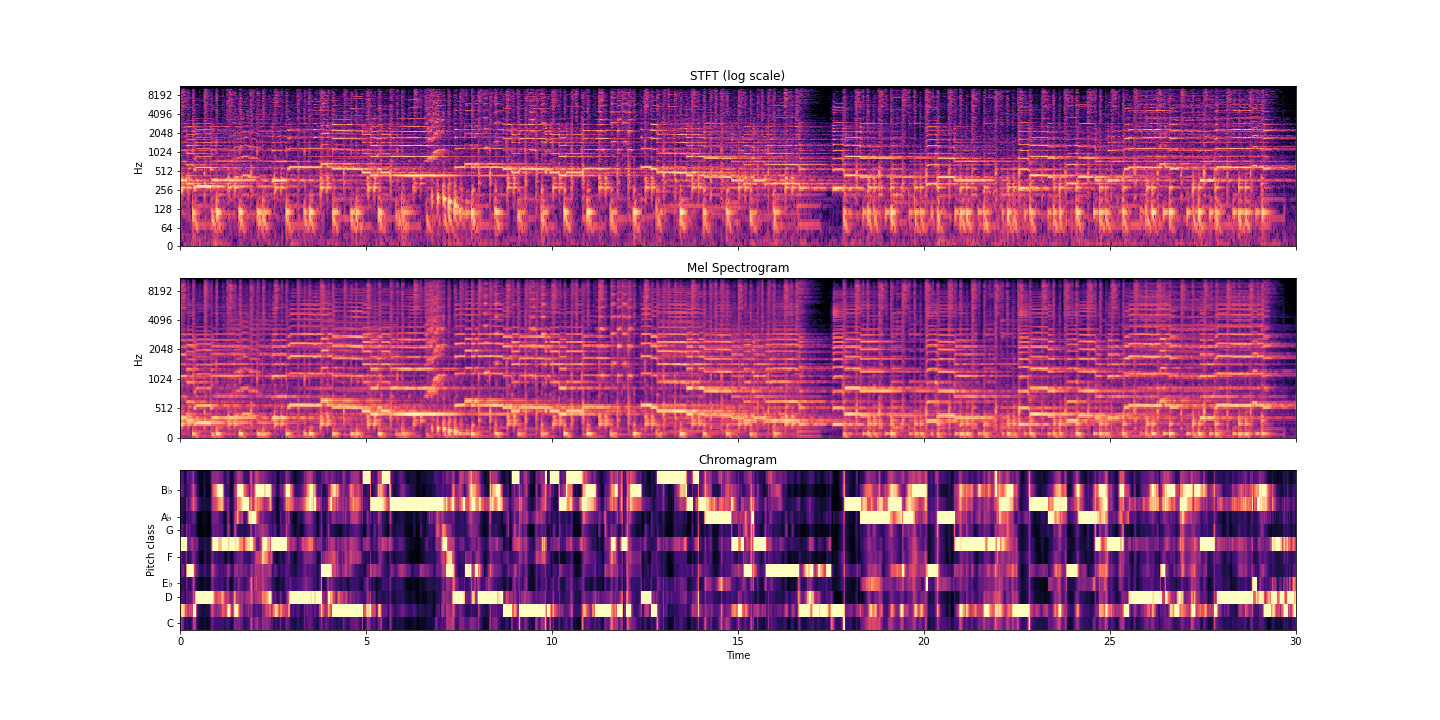 STFT (log scale)
8192
4096
2048
1024
512
256
128
64
0
Hz
Mel Spectrogram
8192
4096
2048
1024
512
0
Hz
Chromagram
B♭
A♭
G
F
E♭
D
C
Pitch class
0 5 10 15 20 25 30
Time